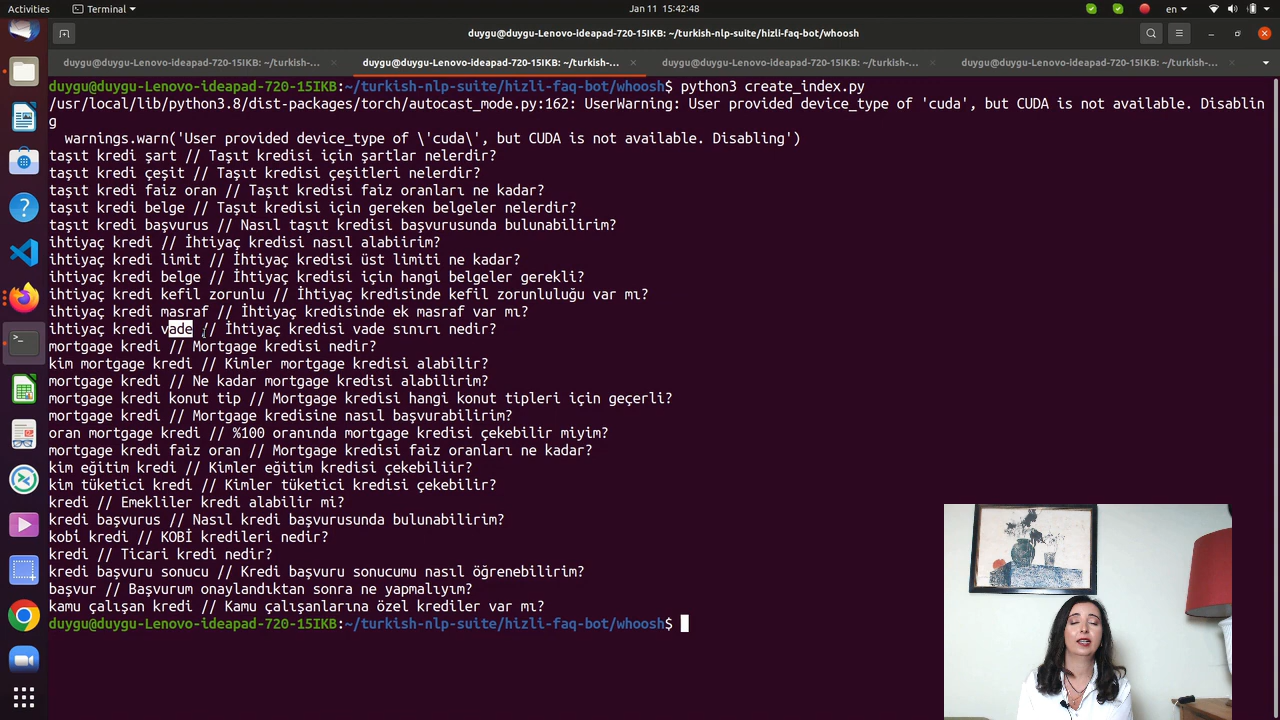 Activities
Terminal
Jan 11 15:42:48
en
duygu@duygu-Lenovo-ideapad-720-15IKB: ~/turkish-nlp-suite/hizli-faq-bot/whoosh
duygu@duygu-Lenovo-ideapad-720-15IKB: ~/turkish-...
duygu@duygu-Lenovo-ideapad-720-15IKB: ~/turkish-...
duygu@duygu-Lenovo-ideapad-720-15IKB: ~/turkish-...
duygu@duygu-Lenovo-ideapad-720-15IKB: ~/turkish-...
duygu@duygu-Lenovo-ideapad-720-15IKB:~/turkish-nlp-suite/hizli-faq-bot/whoosh$ python3 create_index.py
/usr/local/lib/python3.8/dist-packages/torch/autocast_mode.py:162: UserWarning: User provided device_type of 'cuda', but CUDA is not available. Disablin
g
warnings.warn('User provided device_type of \'cuda\', but CUDA is not available. Disabling')
taşıt kredi şart // Taşıt kredisi için şartlar nelerdir?
taşıt kredi çeşit // Taşıt kredisi çeşitleri nelerdir?
taşıt kredi faiz oran // Taşıt kredisi faiz oranları ne kadar?
taşıt kredi belge // Taşıt kredisi için gereken belgeler nelerdir?
taşıt kredi başvurus // Nasıl taşıt kredisi başvurusunda bulunabilirim?
ihtiyaç kredi // İhtiyaç kredisi nasıl alabiirim?
ihtiyaç kredi limit // İhtiyaç kredisi üst limiti ne kadar?
ihtiyaç kredi belge // İhtiyaç kredisi için hangi belgeler gerekli?
ihtiyaç kredi kefil zorunlu // İhtiyaç kredisinde kefil zorunluluğu var mı?
ihtiyaç kredi masraf // İhtiyaç kredisinde ek masraf var mı?
ihtiyaç kredi vade // İhtiyaç kredisi vade sınırı nedir?
mortgage kredi // Mortgage kredisi nedir?
kim mortgage kredi // Kimler mortgage kredisi alabilir?
mortgage kredi // Ne kadar mortgage kredisi alabilirim?
mortgage kredi konut tip // Mortgage kredisi hangi konut tipleri için geçerli?
mortgage kredi // Mortgage kredisine nasıl başvurabilirim?
oran mortgage kredi // %100 oranında mortgage kredisi çekebilir miyim?
mortgage kredi faiz oran // Mortgage kredisi faiz oranları ne kadar?
kim eğitim kredi // Kimler eğitim kredisi çekebiliir?
kim tüketici kredi // Kimler tüketici kredisi çekebilir?
kredi // Emekliler kredi alabilir mi?
kredi başvurus // Nasıl kredi başvurusunda bulunabilirim?
kobi kredi // KOBİ kredileri nedir?
kredi // Ticari kredi nedir?
kredi başvuru sonucu // Kredi başvuru sonucumu nasıl öğrenebilirim?
başvur // Başvurum onaylandıktan sonra ne yapmalıyım?
kamu çalışan kredi // Kamu çalışanlarına özel krediler var mı?
duygu@duygu-Lenovo-ideapad-720-15IKB:~/turkish-nlp-suite/hizli-faq-bot/whoosh$